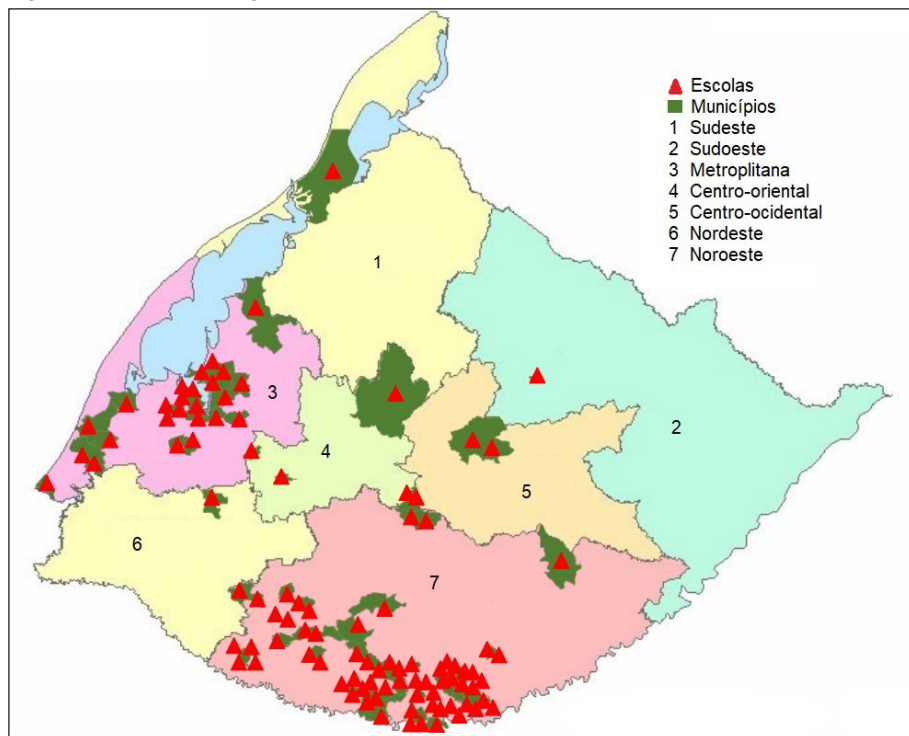 Escolas
Municípios
1 Sudeste
2 Sudoeste
3 Metroplitana
4 Centro-oriental
5 Centro-ocidental
6 Nordeste
7 Noroeste
1
2
3
4
5
6
7